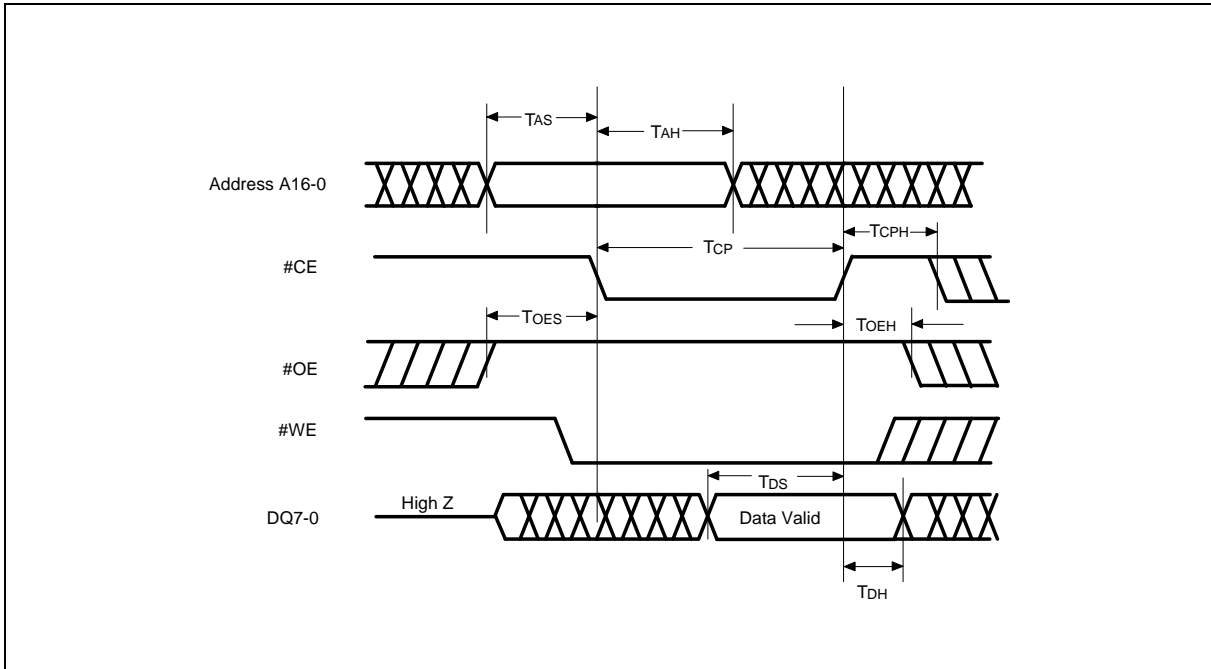 TAS
TAH
Address A16-0
TCPH
TCP
#CE
TOES
TOEH
#OE
#WE
TDS
High Z
Data Valid
DQ7-0
TDH